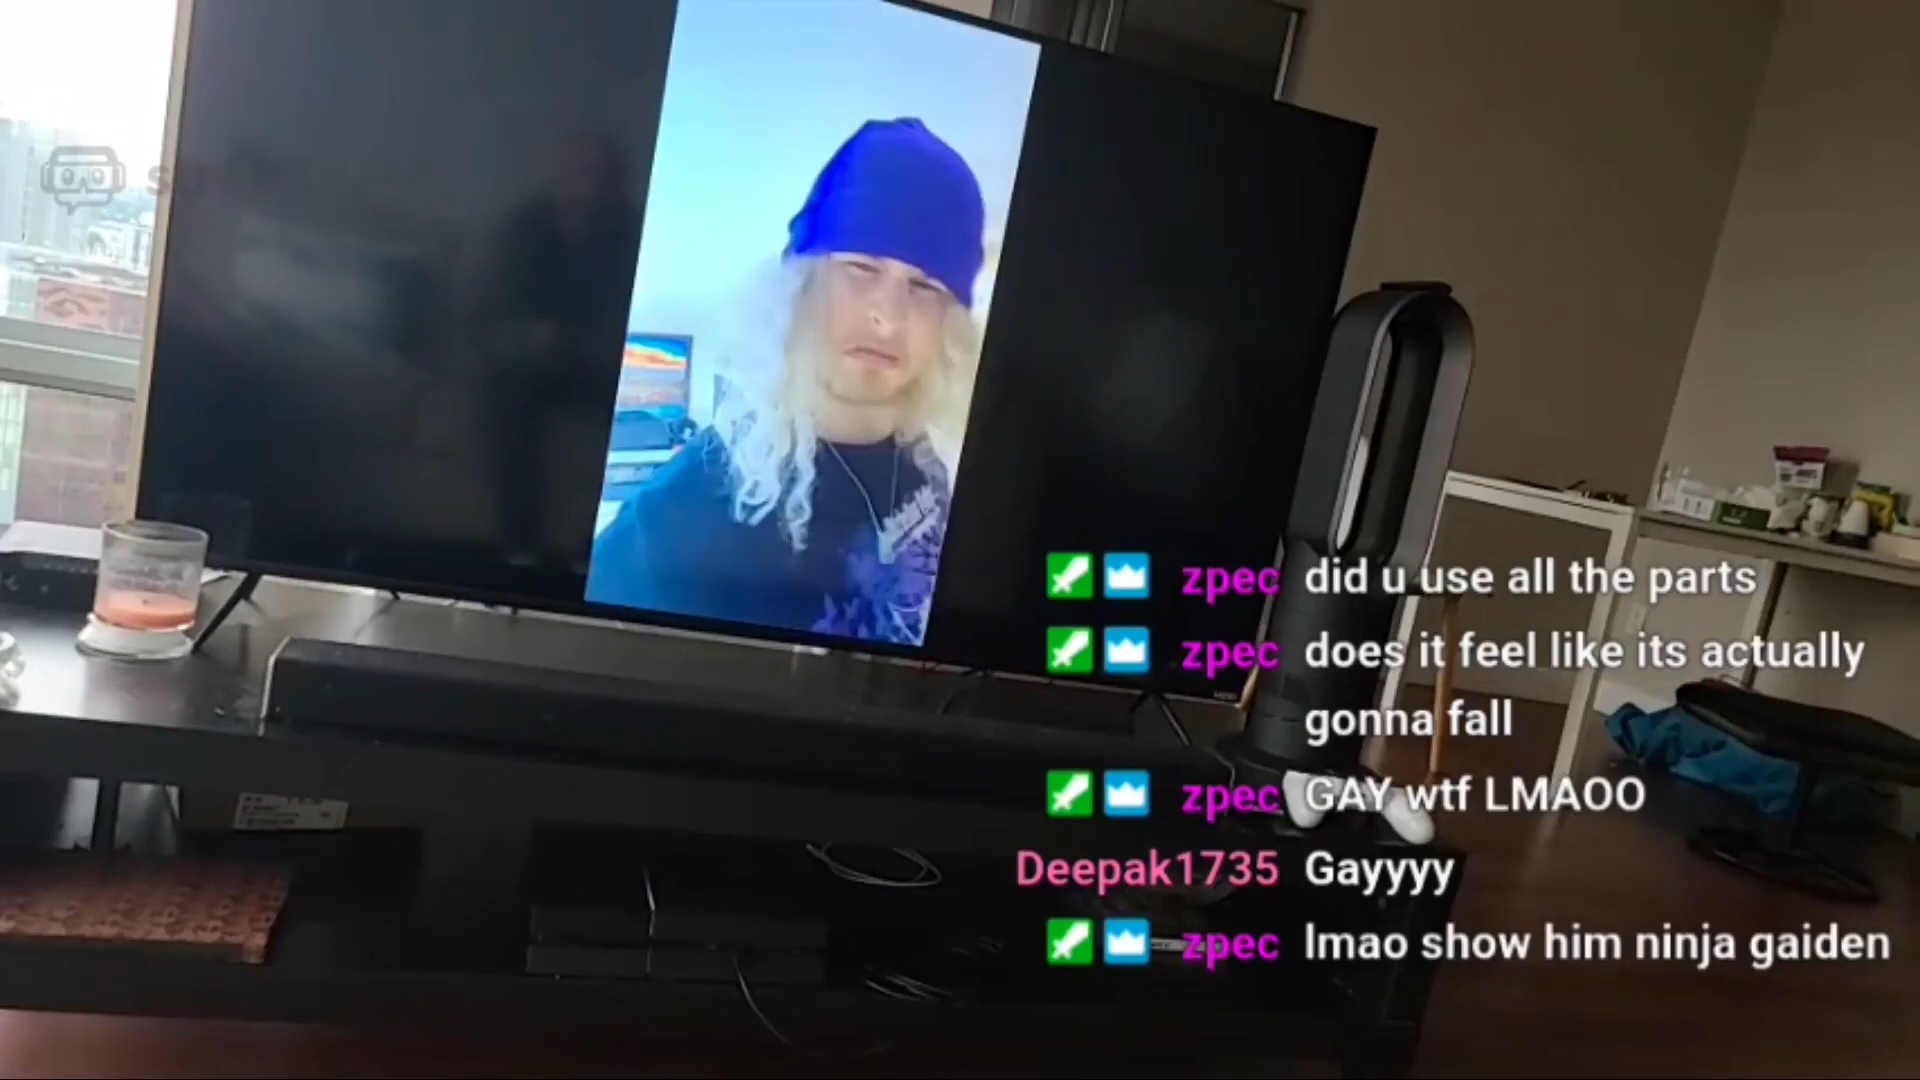 zpec did u use all the parts
zpec does it feel like its actually
gonna fall
zpec GAY wtf LMAOO
Deepak1735 Gayyyy
zpec lmao show him ninja gaiden